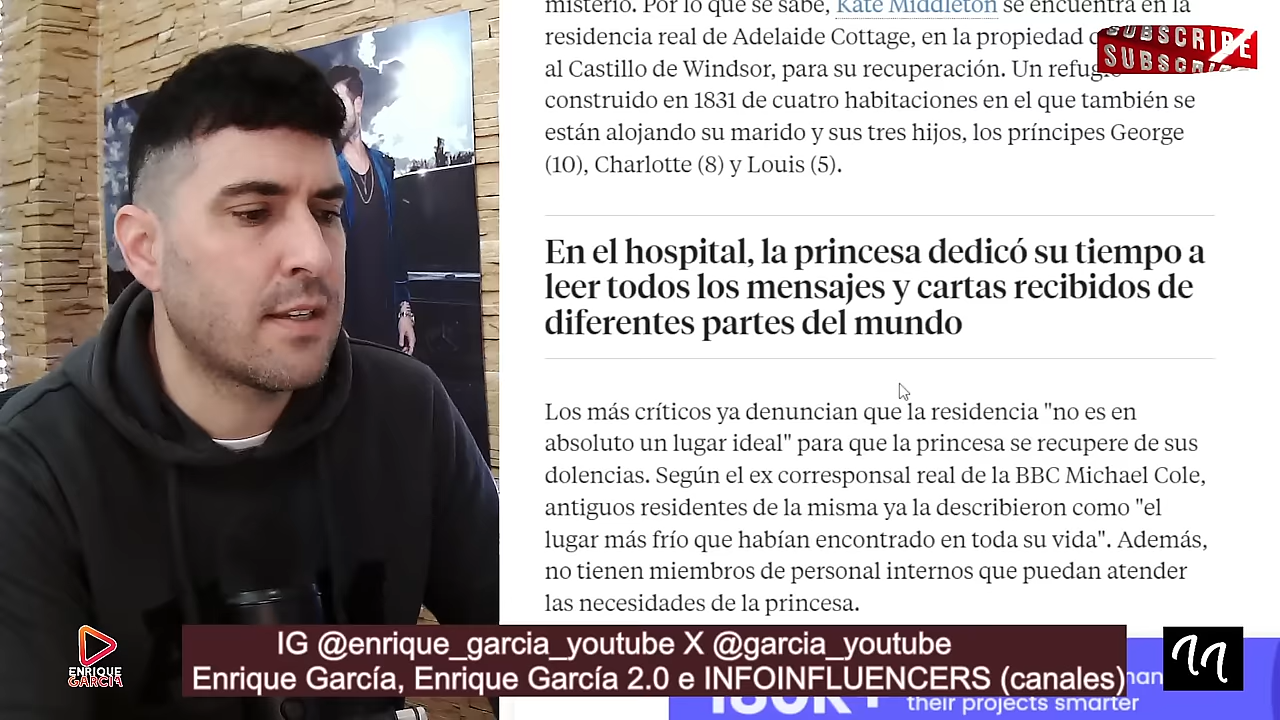 misterio. Por lo que se sabe, Kate Middleton se encuentra en la
residencia real de Adelaide Cottage, en la propiedad
al Castillo de Windsor, para su recuperación. Un
construido en 1831 de cuatro habitaciones en el que también se
están alojando su marido y sus tres hijos, los príncipes George
(10), Charlotte (8) y Louis (5).
SUBSCRIBE
SUBSCRIBE
En el hospital, la princesa dedicó su tiempo a
leer todos los mensajes y cartas recibidos de
diferentes partes del mundo
Los más críticos ya denuncian que la residencia "no es en
absoluto un lugar ideal" para que la princesa se recupere de sus
dolencias. Según el ex corresponsal real de la BBC Michael Cole,
antiguos residentes de la misma ya la describieron como "el
lugar más frío que habían encontrado en toda su vida". Además,
no tienen miembros de personal internos que puedan atender
las necesidades de la princesa.
IG @enrique_garcia_youtube X @garcia_youtube
Enrique García, Enrique García 2.0 e INFOINFLUENCERS (canales)
ENRIQUE
GARCÍA
their projects smarter